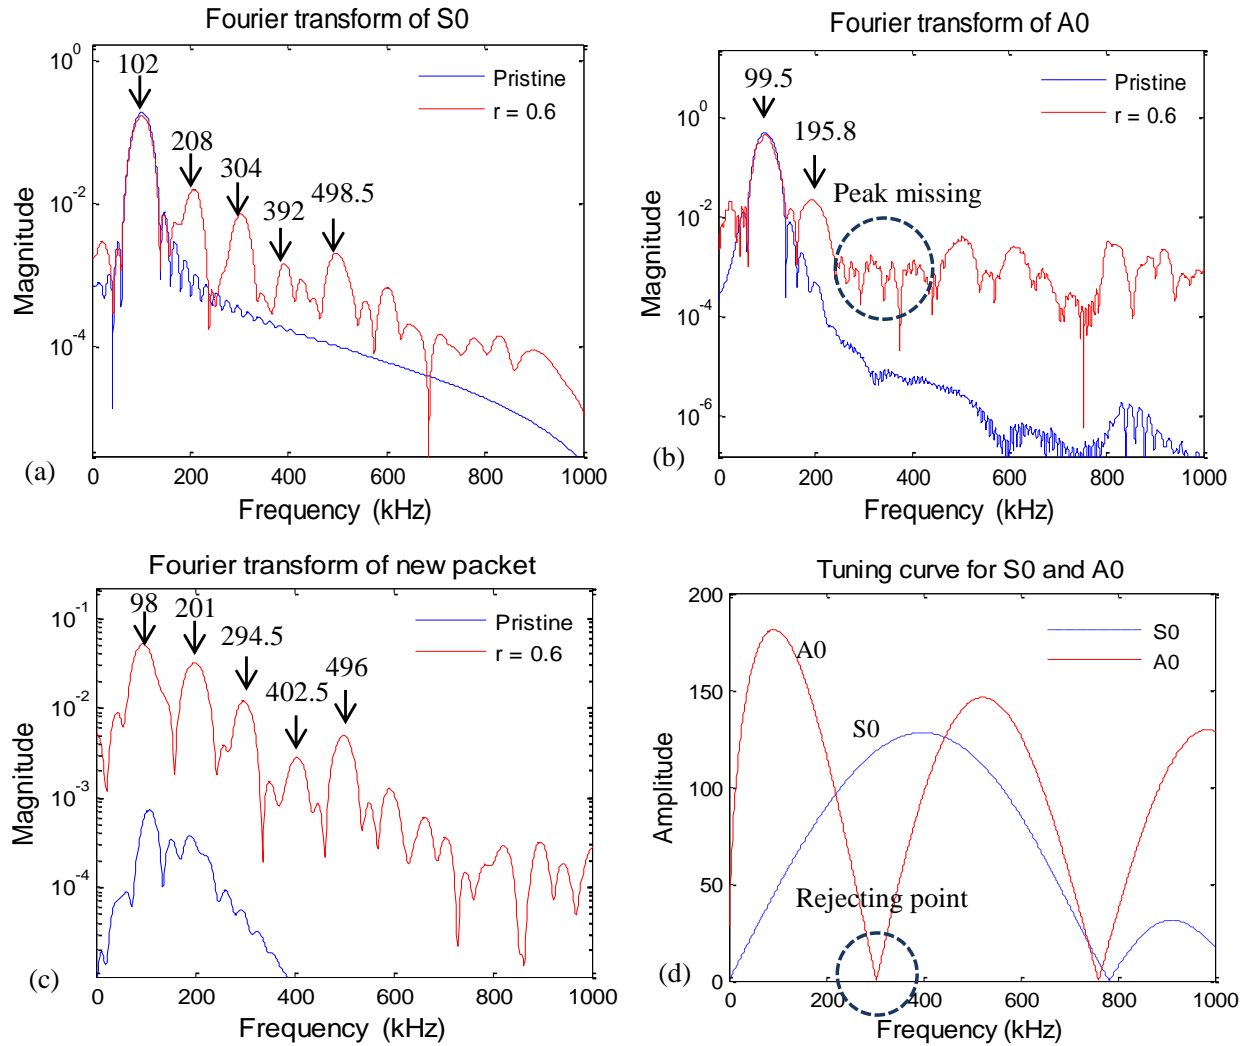 Fourier transform of S0
10^0
10^-2
10^-4
Magnitude
102
208
304
392
498.5
Pristine
r = 0.6
0 200 400 600 800 1000
Frequency (kHz)
(a)
Fourier transform of A0
10^0
10^-2
10^-4
10^-6
Magnitude
99.5
195.8
Peak missing
Pristine
r = 0.6
0 200 400 600 800 1000
Frequency (kHz)
(b)
Fourier transform of new packet
10^-1
10^-2
10^-3
10^-4
Magnitude
98
201
294.5
402.5
496
Pristine
r = 0.6
0 200 400 600 800 1000
Frequency (kHz)
(c)
Tuning curve for S0 and A0
200
150
100
50
0
Amplitude
A0
S0
S0
A0
Rejecting point
0 200 400 600 800 1000
Frequency (kHz)
(d)